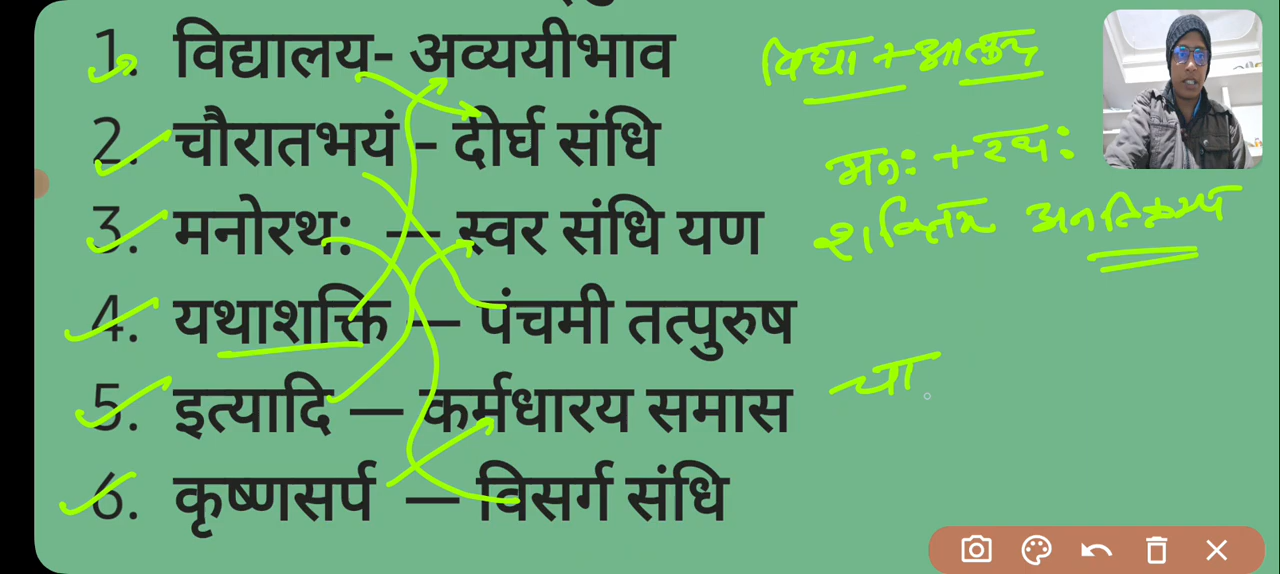 1. विद्यालय- अव्ययीभाव
विद्या + आलय
2. चौरातभयं – दीर्घ संधि
मनः + रथः
3. मनोरथ: — स्वर संधि यण
अनतिक्रम्य
4. यथाशक्ति — पंचमी तत्पुरुष
5. इत्यादि — कर्मधारय समास
चा
6. कृष्णसर्प — विसर्ग संधि